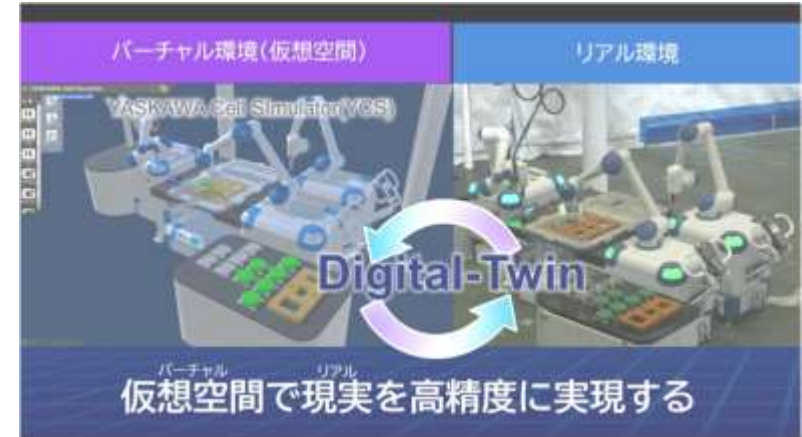 バーチャル環境(仮想空間)
リアル環境
YASKAWA Cell Simulator(YCS)
Digital-Twin
バーチャル リアル
仮想空間で現実を高精度に実現する